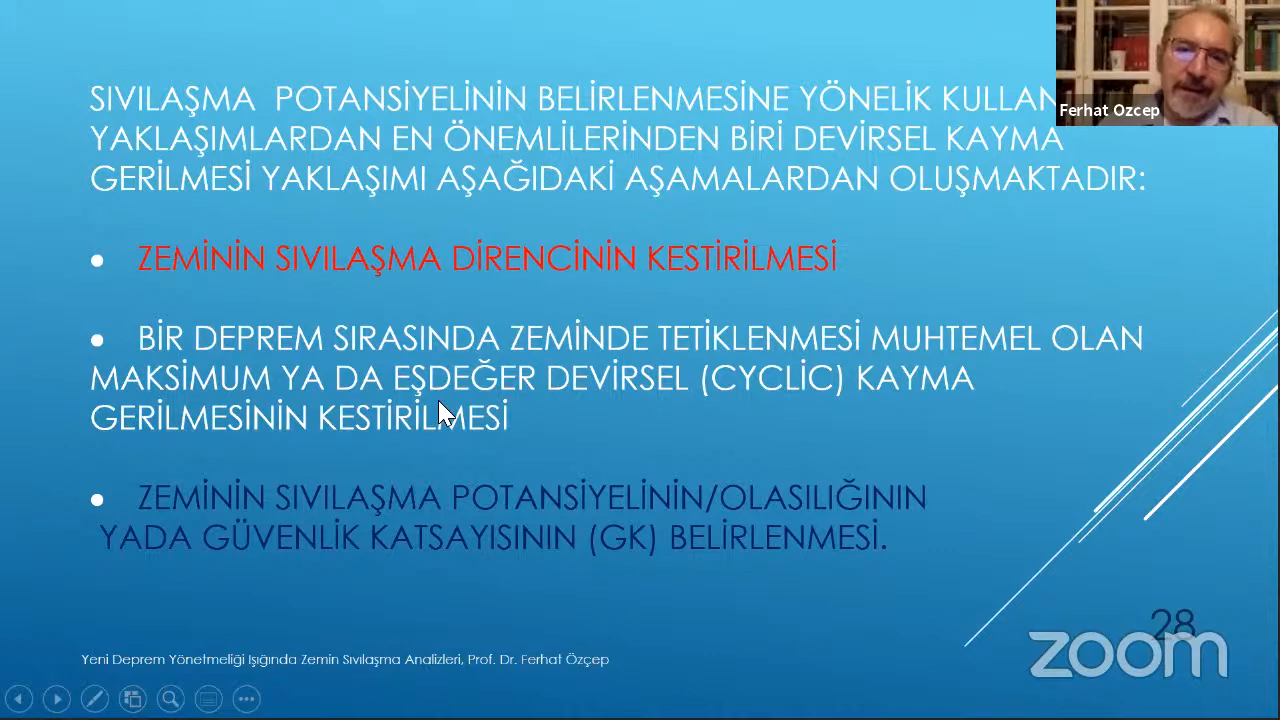 SIVILAŞMA POTANSİYELİNİN BELİRLENMESİNE YÖNELİK KULLAN
YAKLAŞIMLARDAN EN ÖNEMLİLERİNDEN BİRİ DEVİRSEL KAYMA
GERİLMESİ YAKLAŞIMI AŞAĞIDAKİ AŞAMALARDAN OLUŞMAKTADIR:
Ferhat Ozcep
• ZEMİNİN SIVILAŞMA DİRENCİNİN KESTİRİLMESİ
• BİR DEPREM SIRASINDA ZEMİNDE TETİKLENMESİ MUHTEMEL OLAN
MAKSİMUM YA DA EŞDEĞER DEVİRSEL (CYCLİC) KAYMA
GERİLMESİNİN KESTİRİLMESİ
• ZEMİNİN SIVILAŞMA POTANSİYELİNİN/OLASILIĞININ
YADA GÜVENLİK KATSAYISININ (GK) BELİRLENMESİ.
28
zoom
Yeni Deprem Yönetmeliği Işığında Zemin Sıvılaşma Analizleri, Prof. Dr. Ferhat Özçep